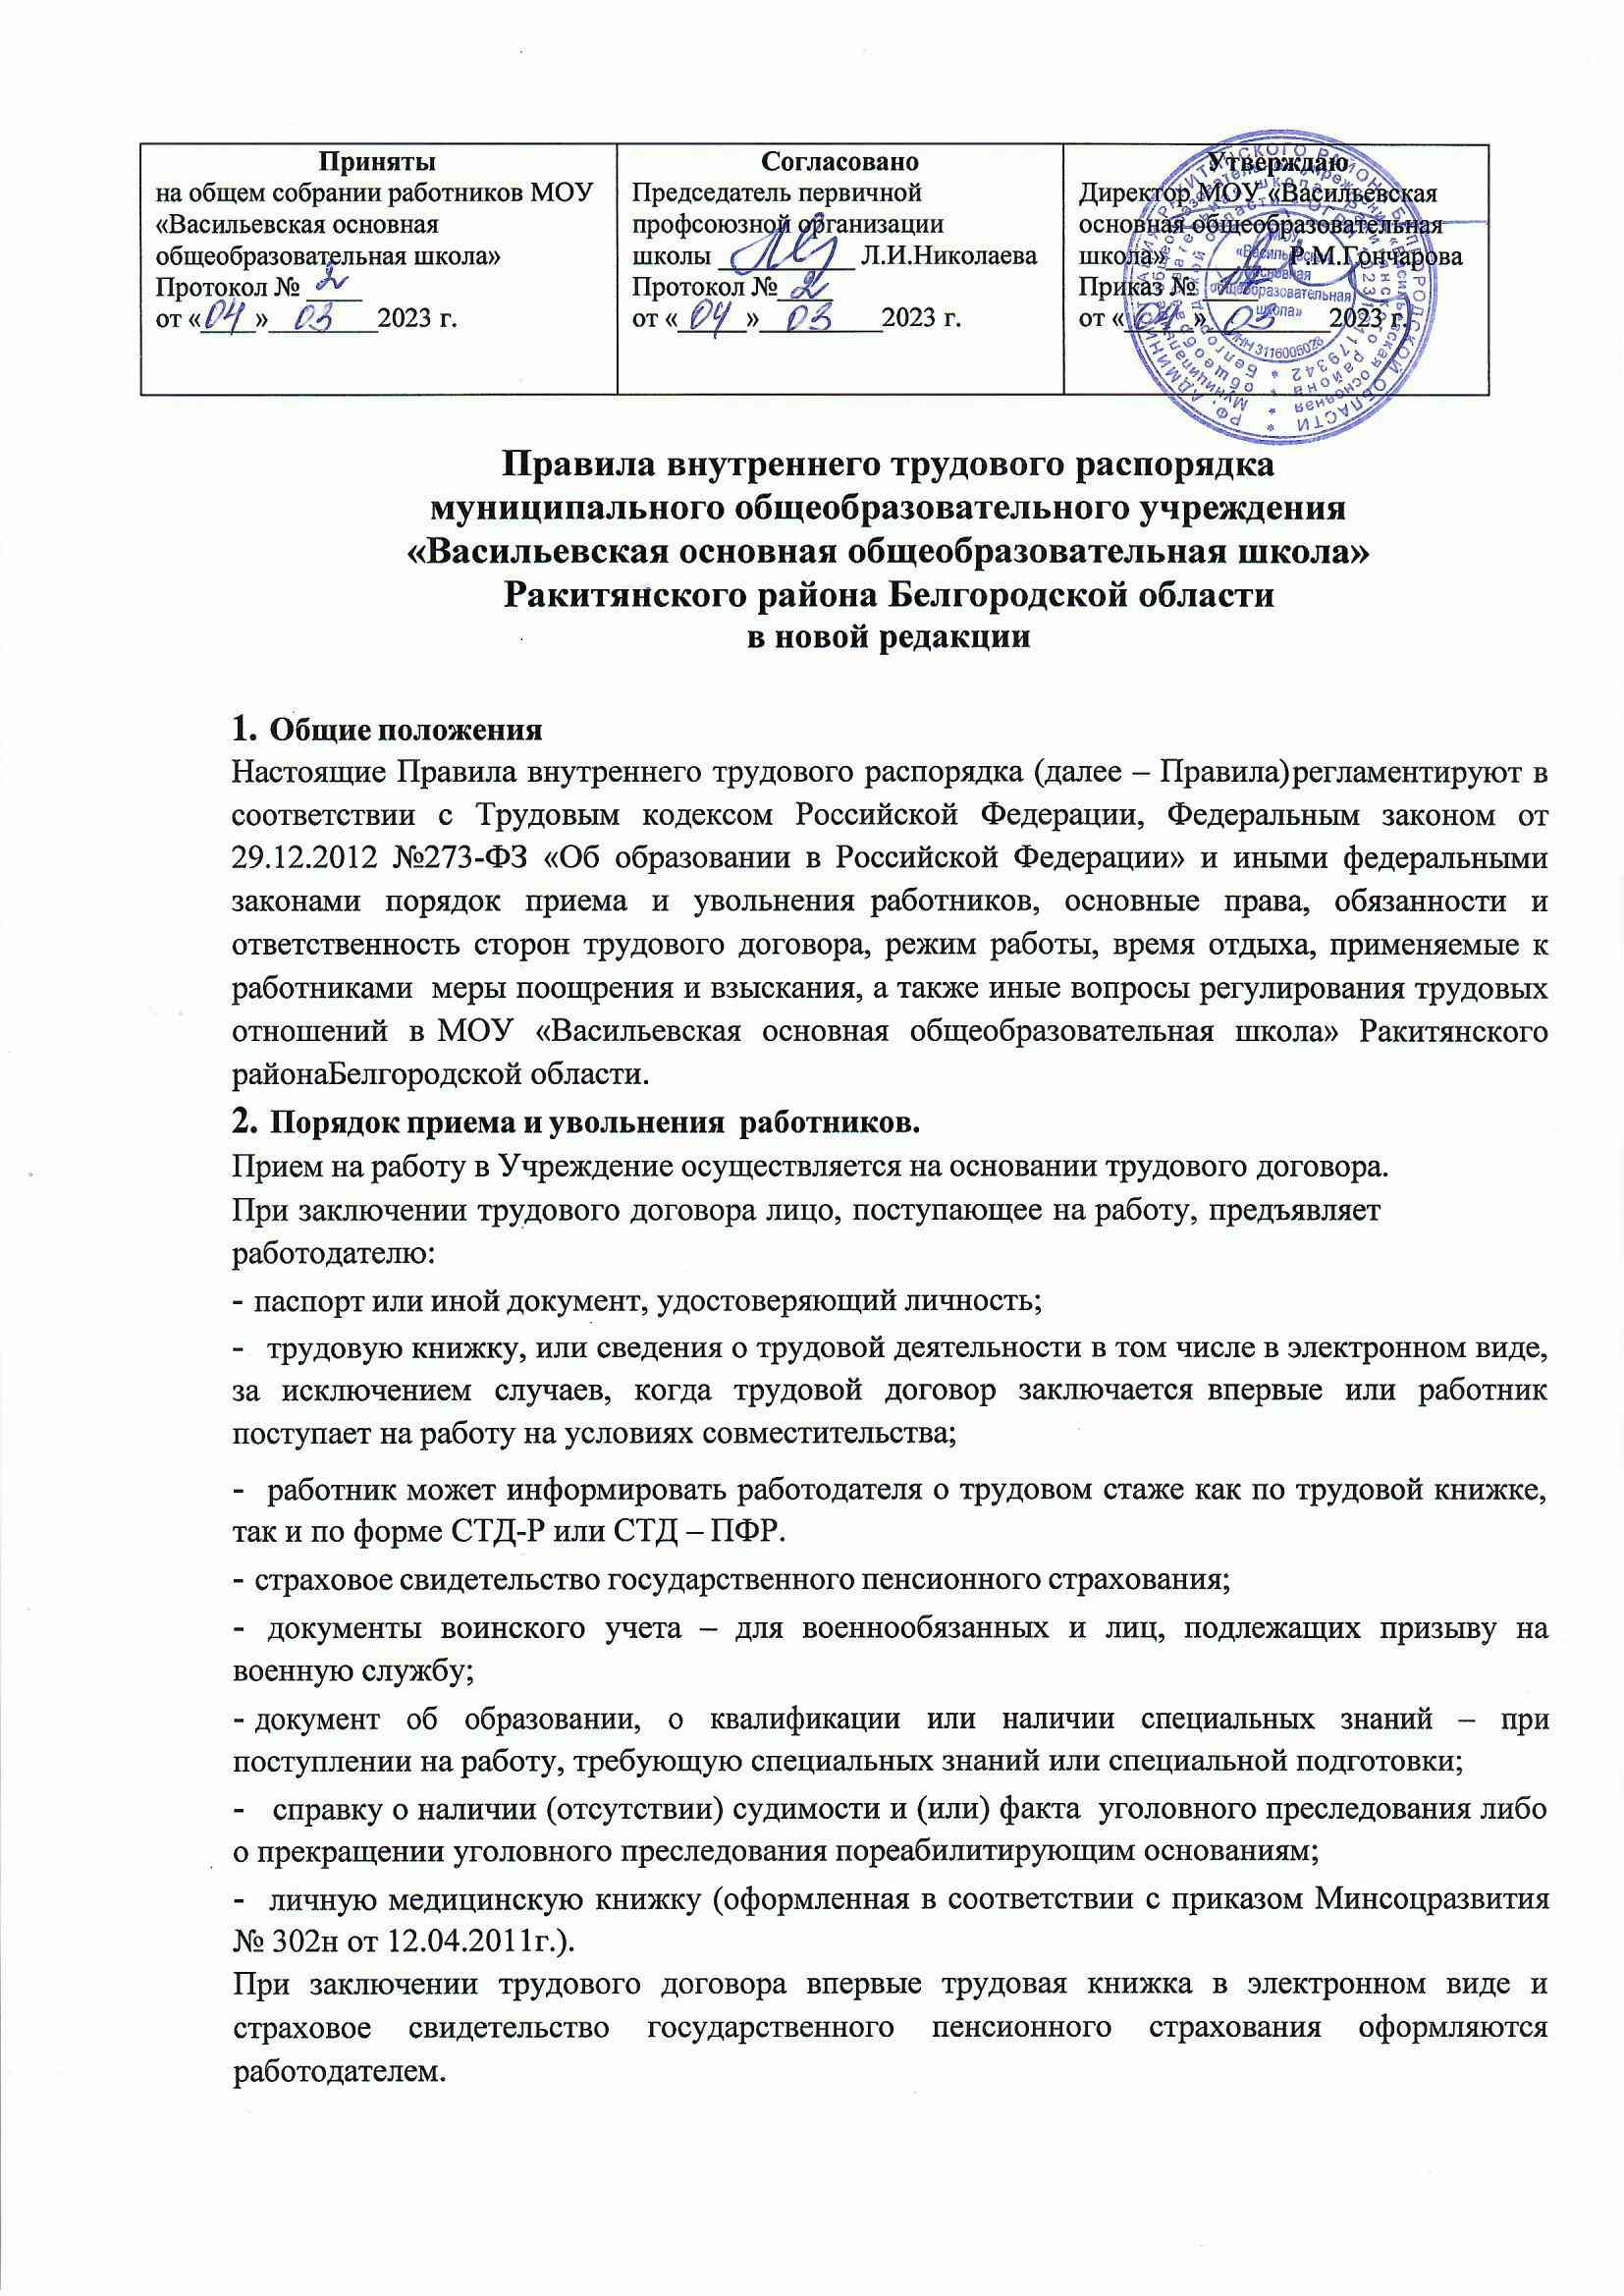 Приняты
на общем собрании работников МОУ
«Васильевская основная
общеобразовательная школа»
Протокол № 2
от «04» 03 2023 г.
Согласовано
Председатель первичной
профсоюзной организации
школы __________ Л.И.Николаева
Протокол № 2
от «04» 03 2023 г.
Утверждаю
Директор МОУ «Васильевская
основная общеобразовательная
школа»_________ Р.М.Гончарова
Приказ №
от «04» 03 2023 г.
ИНН 3116005028
Правила внутреннего трудового распорядка
муниципального общеобразовательного учреждения
«Васильевская основная общеобразовательная школа»
Ракитянского района Белгородской области
в новой редакции
1. Общие положения
Настоящие Правила внутреннего трудового распорядка (далее – Правила)регламентируют в
соответствии с Трудовым кодексом Российской Федерации, Федеральным законом от
29.12.2012 №273-ФЗ «Об образовании в Российской Федерации» и иными федеральными
законами порядок приема и увольнения работников, основные права, обязанности и
ответственность сторон трудового договора, режим работы, время отдыха, применяемые к
работниками меры поощрения и взыскания, а также иные вопросы регулирования трудовых
отношений в МОУ «Васильевская основная общеобразовательная школа» Ракитянского
районаБелгородской области.
2. Порядок приема и увольнения работников.
Прием на работу в Учреждение осуществляется на основании трудового договора.
При заключении трудового договора лицо, поступающее на работу, предъявляет
работодателю:
- паспорт или иной документ, удостоверяющий личность;
- трудовую книжку, или сведения о трудовой деятельности в том числе в электронном виде,
за исключением случаев, когда трудовой договор заключается впервые или работник
поступает на работу на условиях совместительства;
- работник может информировать работодателя о трудовом стаже как по трудовой книжке,
так и по форме СТД-Р или СТД – ПФР.
- страховое свидетельство государственного пенсионного страхования;
- документы воинского учета – для военнообязанных и лиц, подлежащих призыву на
военную службу;
- документ об образовании, о квалификации или наличии специальных знаний – при
поступлении на работу, требующую специальных знаний или специальной подготовки;
- справку о наличии (отсутствии) судимости и (или) факта уголовного преследования либо
о прекращении уголовного преследования пореабилитирующим основаниям;
- личную медицинскую книжку (оформленная в соответствии с приказом Минсоцразвития
№ 302н от 12.04.2011г.).
При заключении трудового договора впервые трудовая книжка в электронном виде и
страховое свидетельство государственного пенсионного страхования оформляются
работодателем.